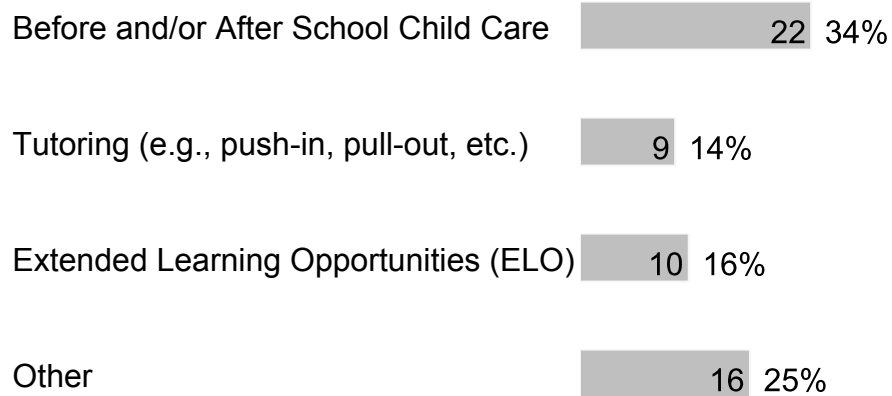 Before and/or After School Child Care 22 34%
Tutoring (e.g., push-in, pull-out, etc.) 9 14%
Extended Learning Opportunities (ELO) 10 16%
Other 16 25%